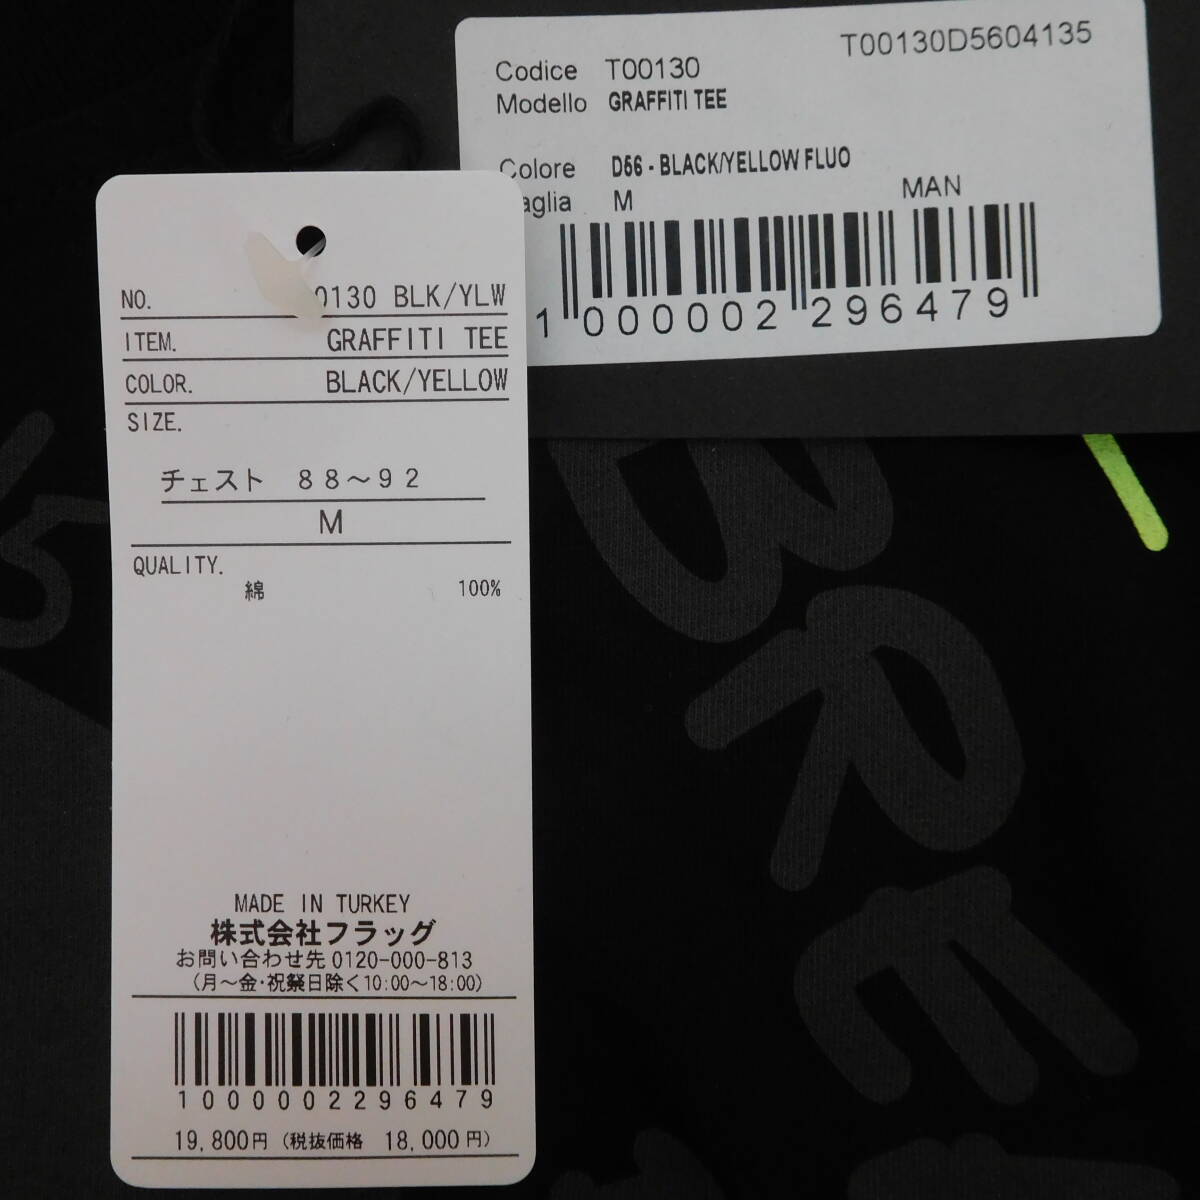 T00130D5604135
Codice T00130
Modello GRAFFITI TEE
Colore D56 - BLACK/YELLOW FLUO
aglia M MAN
1 000002 296479
NO. 0130 BLK/YLW
ITEM. GRAFFITI TEE
COLOR. BLACK/YELLOW
SIZE.
チェスト 88～92
M
QUALITY.
綿 100%
MADE IN TURKEY
株式会社フラッグ
お問い合わせ先 0120-000-813
(月～金・祝祭日除く10:00～18:00)
1000002296479
19,800円 (税抜価格 18,000円)
BRE